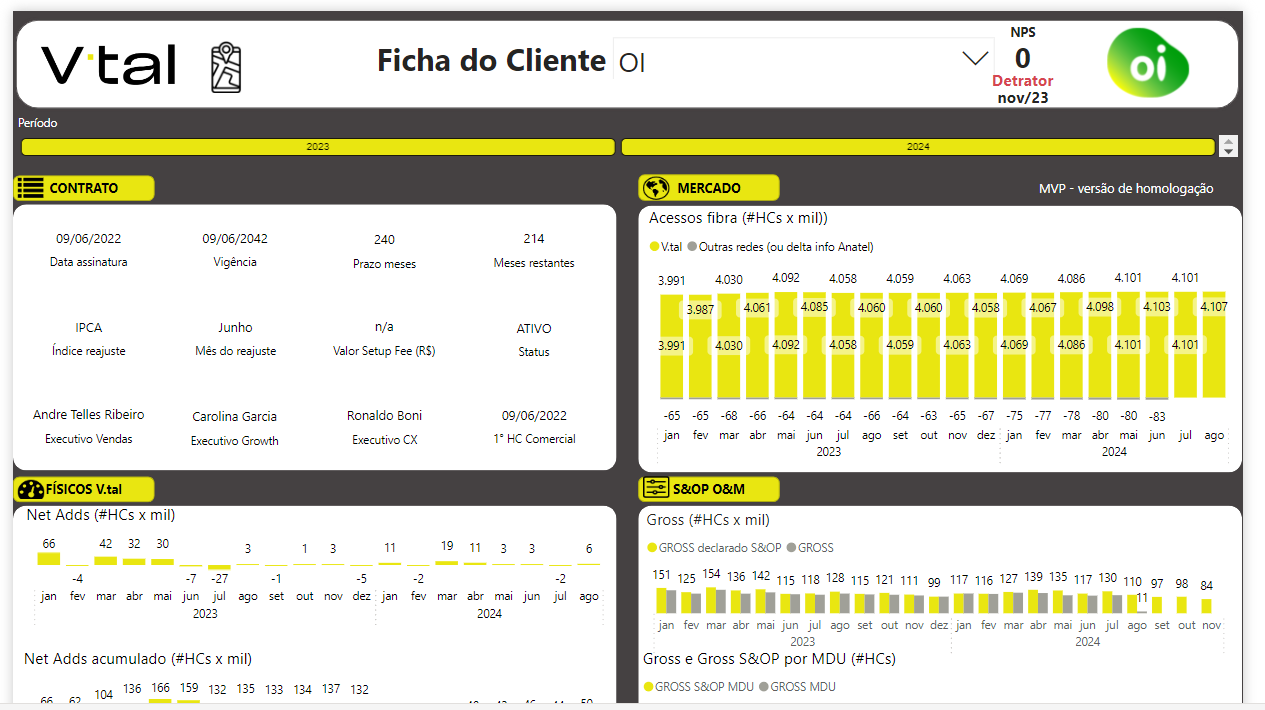 V.tal
Ficha do Cliente OI
NPS
0
Detrator
nov/23
oi
Período
2023 2024
CONTRATO
09/06/2022 09/06/2042 240 214
Data assinatura Vigência Prazo meses Meses restantes
IPCA Junho n/a ATIVO
Índice reajuste Mês do reajuste Valor Setup Fee (R$) Status
Andre Telles Ribeiro Carolina Garcia Ronaldo Boni 09/06/2022
Executivo Vendas Executivo Growth Executivo CX 1° HC Comercial
MERCADO
MVP - versão de homologação
Acessos fibra (#HCs x mil))
V.tal Outras redes (ou delta info Anatel)
3.991 4.030 4.092 4.058 4.059 4.063 4.069 4.086 4.101 4.101
3.987 4.061 4.085 4.060 4.060 4.058 4.067 4.098 4.103 4.107
3.991 4.030 4.092 4.058 4.059 4.063 4.069 4.086 4.101 4.101
-65 -65 -68 -66 -64 -64 -64 -66 -64 -63 -65 -67 -75 -77 -78 -80 -80 -83
jan fev mar abr mai jun jul ago set out nov dez jan fev mar abr mai jun jul ago
2023 2024
FÍSICOS V.tal
Net Adds (#HCs x mil)
66 42 32 30 3 1 3 11 19 11 3 3 6
-4 -7 -27 -1 -5 -2 -2
jan fev mar abr mai jun jul ago set out nov dez jan fev mar abr mai jun jul ago
2023 2024
Net Adds acumulado (#HCs x mil)
104 136 166 159 132 135 133 134 137 132
S&OP O&M
Gross (#HCs x mil)
GROSS declarado S&OP GROSS
151 125 154 136 142 115 118 128 115 121 111 99 117 116 127 139 135 117 130 110 97 98 84
11
jan fev mar abr mai jun jul ago set out nov dez jan fev mar abr mai jun jul ago set out nov
2023 2024
Gross e Gross S&OP por MDU (#HCs)
GROSS S&OP MDU GROSS MDU